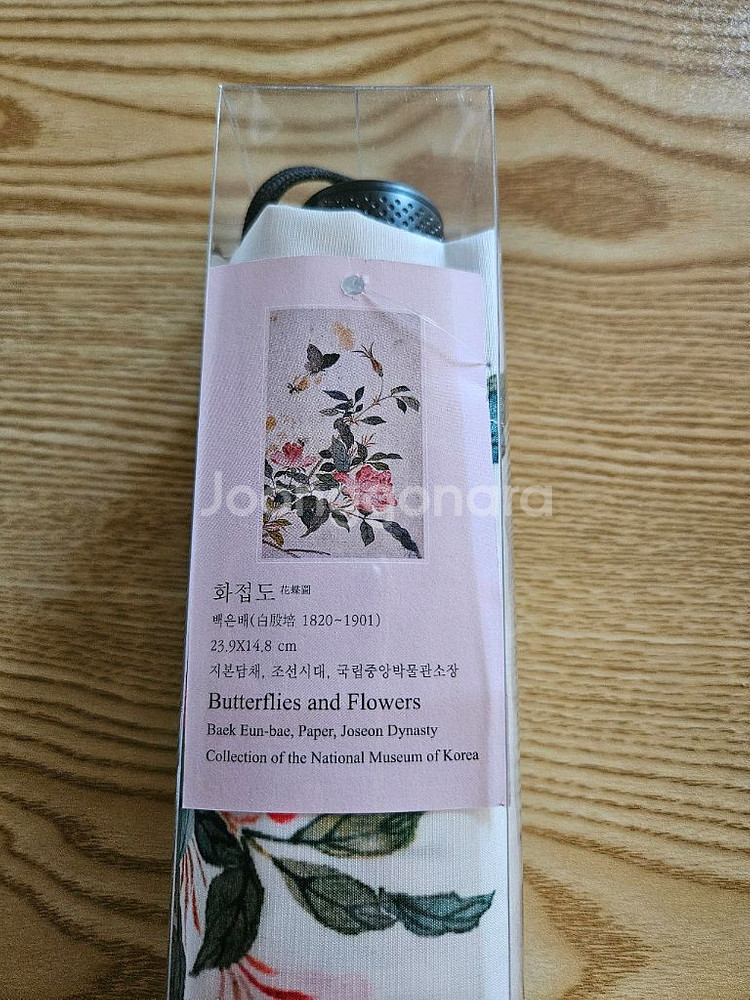 Joonggonara
화접도 花蝶圖
백은배(白殷培 1820~1901)
23.9X14.8 cm
지본담채, 조선시대, 국립중앙박물관소장
Butterflies and Flowers
Baek Eun-bae, Paper, Joseon Dynasty
Collection of the National Museum of Korea